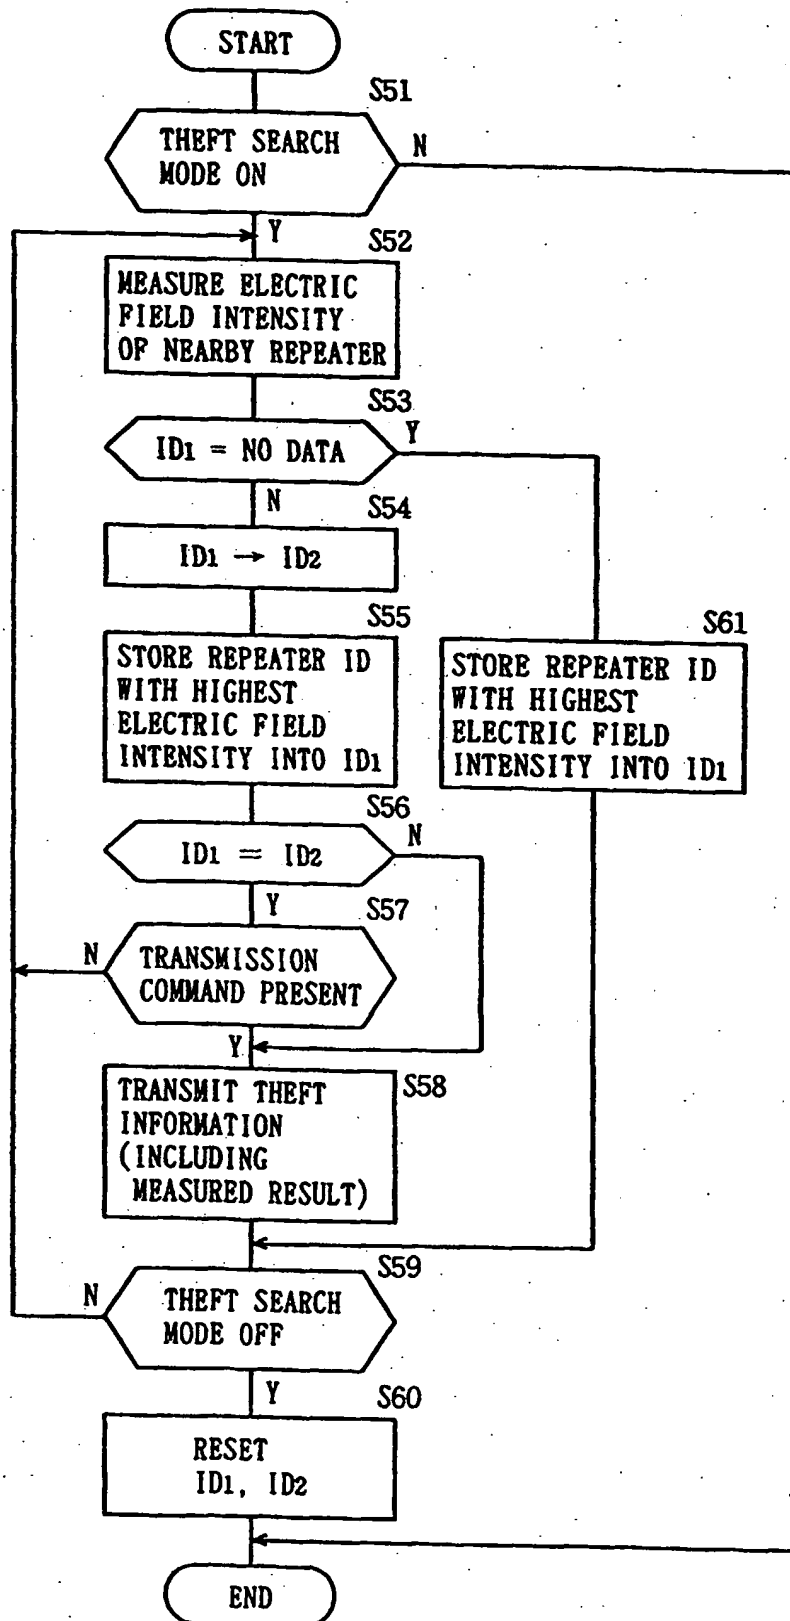 START
S51
THEFT SEARCH
MODE ON
N
Y
S52
MEASURE ELECTRIC
FIELD INTENSITY
OF NEARBY REPEATER
S53
ID1 = NO DATA
Y
N
S54
ID1 → ID2
S55
STORE REPEATER ID
WITH HIGHEST
ELECTRIC FIELD
INTENSITY INTO ID1
S61
STORE REPEATER ID
WITH HIGHEST
ELECTRIC FIELD
INTENSITY INTO ID1
S56
ID1 = ID2
N
Y
S57
N
TRANSMISSION
COMMAND PRESENT
Y
S58
TRANSMIT THEFT
INFORMATION
(INCLUDING
MEASURED RESULT)
S59
N
THEFT SEARCH
MODE OFF
Y
S60
RESET
ID1, ID2
END